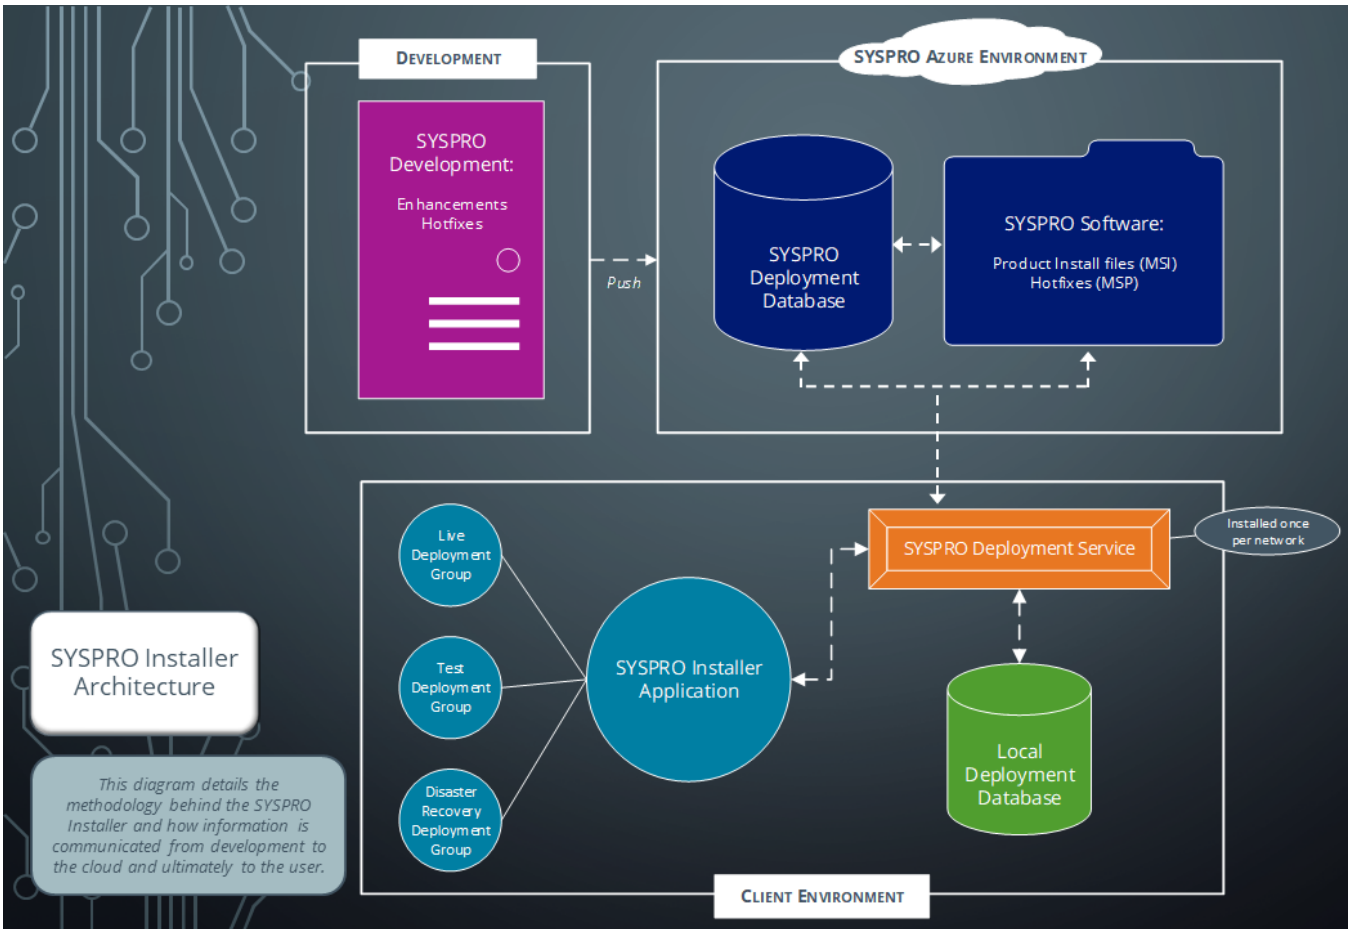 DEVELOPMENT
SYSPRO AZURE ENVIRONMENT
SYSPRO
Development:
Enhancements
Hotfixes
Push
SYSPRO
Deployment
Database
SYSPRO Software:
Product Install files (MSI)
Hotfixes (MSP)
Live
Deployment
Group
Test
Deployment
Group
Disaster
Recovery
Deployment
Group
SYSPRO Installer
Application
SYSPRO Deployment Service
Installed once
per network
Local
Deployment
Database
CLIENT ENVIRONMENT
SYSPRO Installer
Architecture
This diagram details the
methodology behind the SYSPRO
Installer and how information is
communicated from development to
the cloud and ultimately to the user.